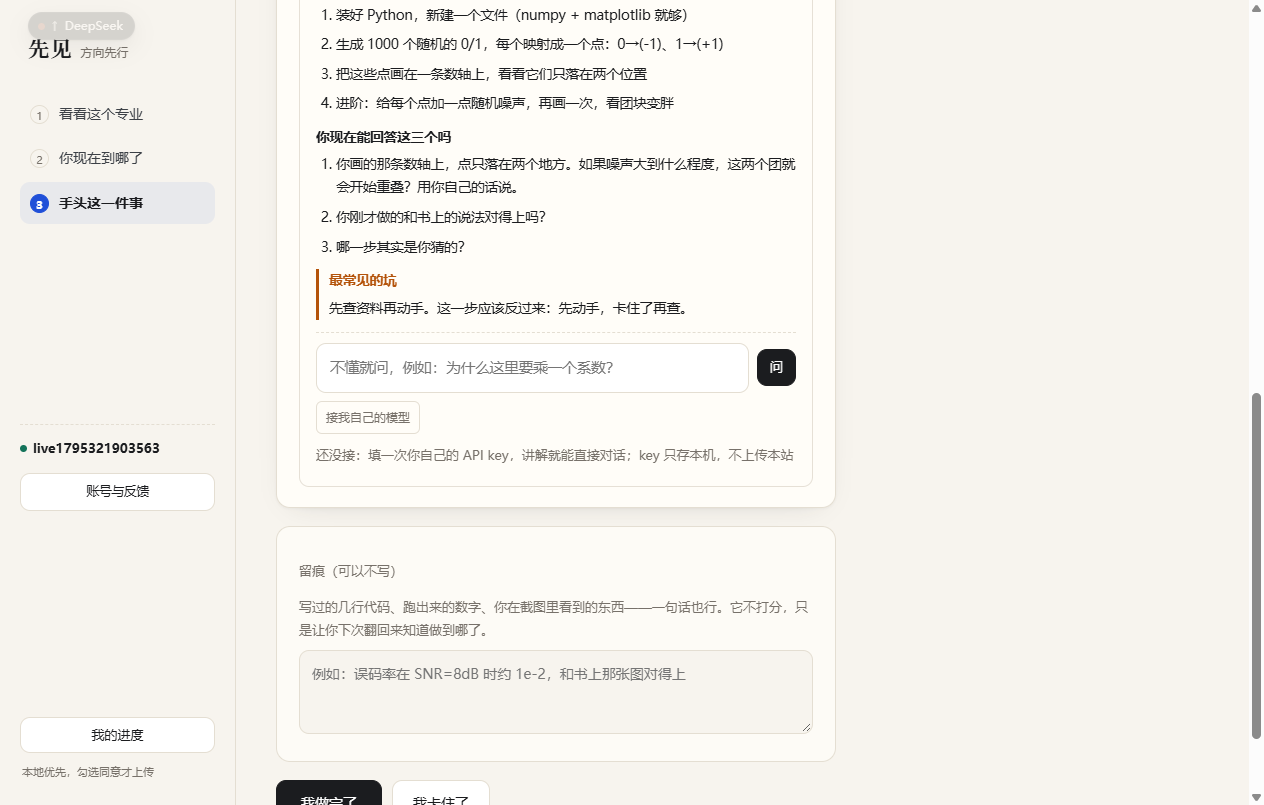 ↑ DeepSeek
先见 方向先行
1 看看这个专业
2 你现在到哪了
3 手头这一件事
live1795321903563
账号与反馈
我的进度
本地优先，勾选同意才上传
1. 装好 Python，新建一个文件（numpy + matplotlib 就够）
2. 生成 1000 个随机的 0/1，每个映射成一个点：0→(-1)、1→(+1)
3. 把这些点画在一条数轴上，看看它们只落在两个位置
4. 进阶：给每个点加一点随机噪声，再画一次，看团块变胖
你现在能回答这三个吗
1. 你画的那条数轴上，点只落在两个地方。如果噪声大到什么程度，这两个团就
会开始重叠？用你自己的话说。
2. 你刚才做的和书上的说法对得上吗？
3. 哪一步其实是你猜的？
最常见的坑
先查资料再动手。这一步应该反过来：先动手，卡住了再查。
不懂就问，例如：为什么这里要乘一个系数？
问
接我自己的模型
还没接：填一次你自己的 API key，讲解就能直接对话；key 只存本机，不上传本站
留痕（可以不写）
写过的几行代码、跑出来的数字、你在截图里看到的东西——一句话也行。它不打分，只
是让你下次翻回来知道做到哪了。
例如：误码率在 SNR=8dB 时约 1e-2，和书上那张图对得上
我做完了
我卡住了